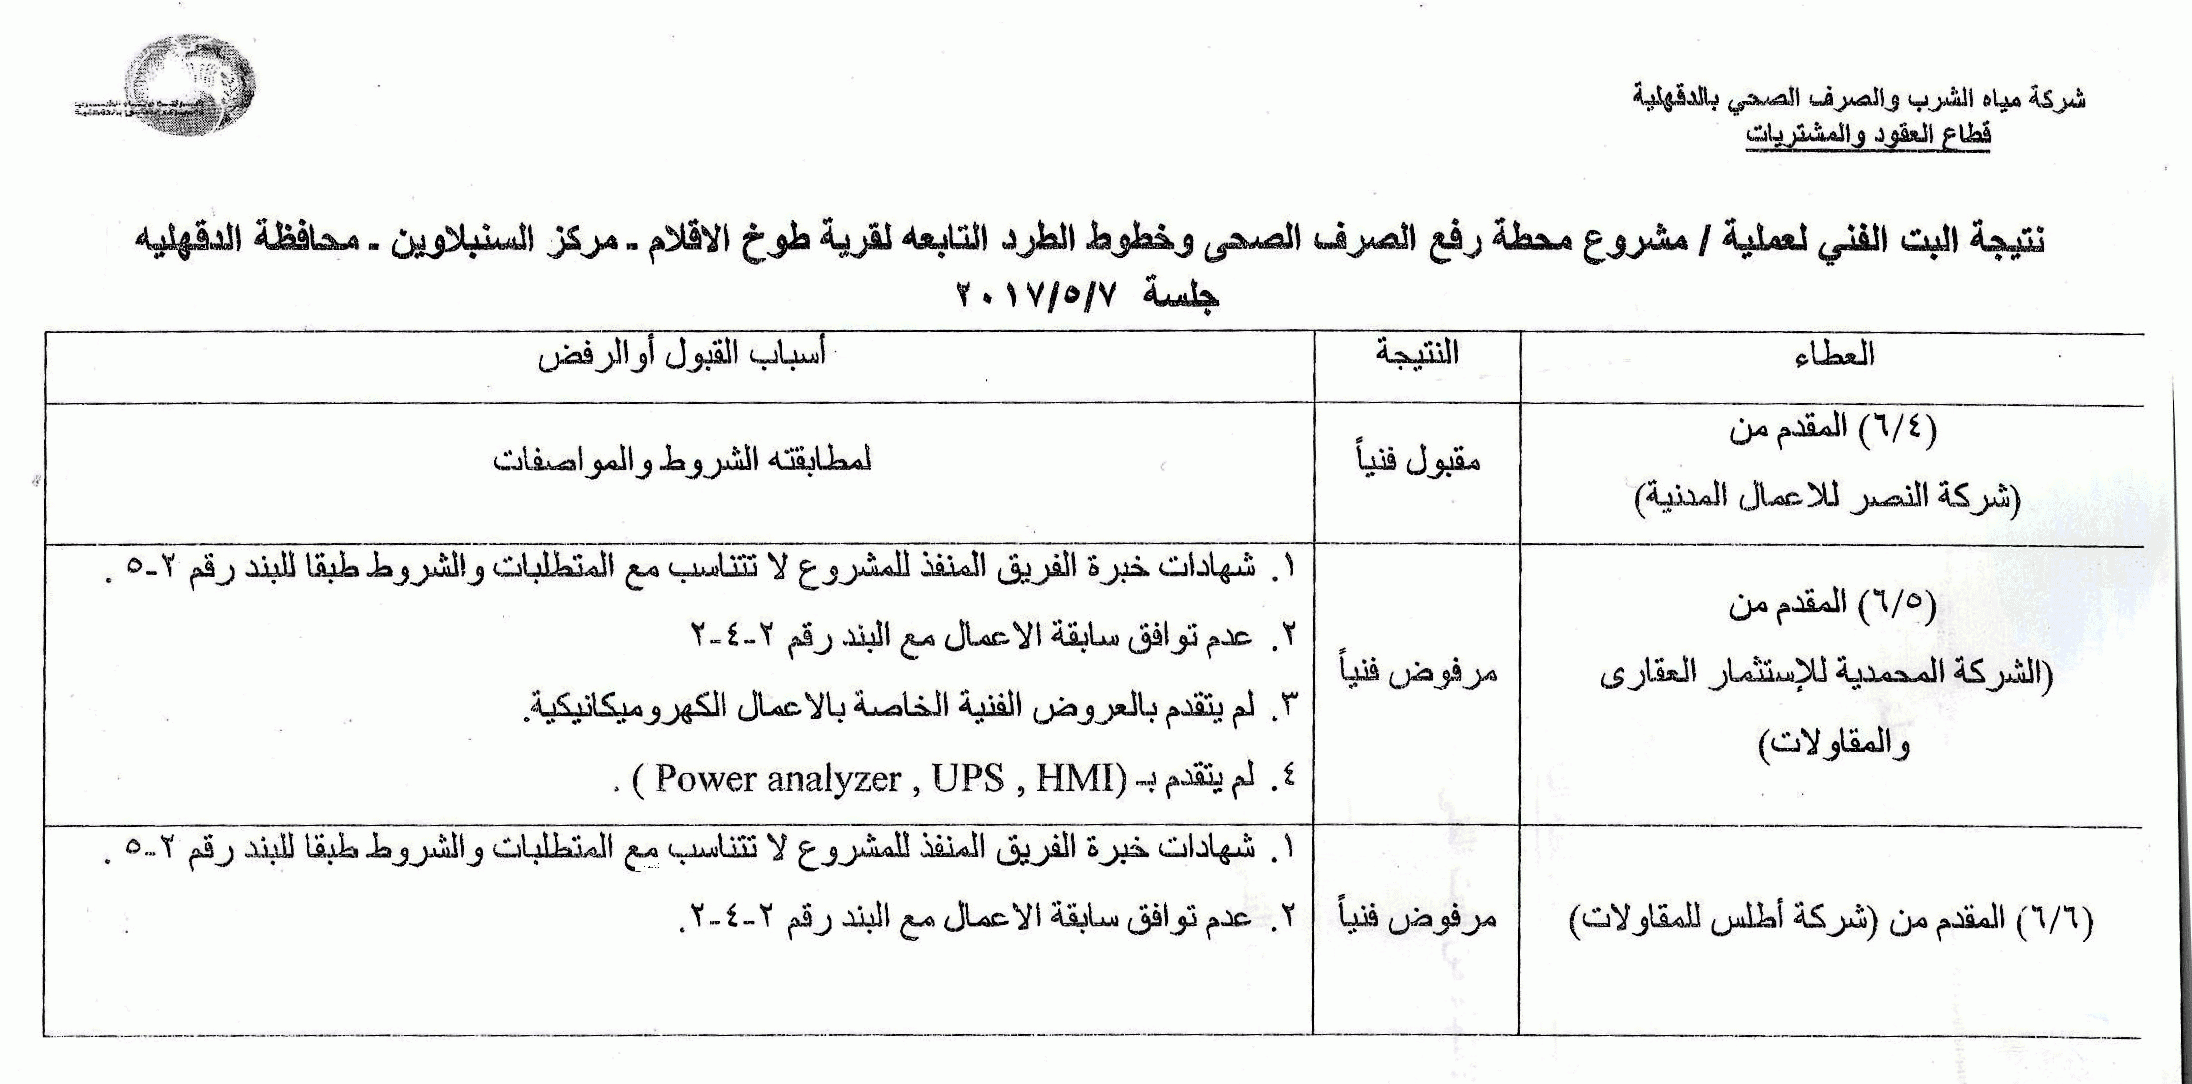 شركة مياه الشرب والصرف الصحي بالدقهلية
قطاع العقود والمشتريات
نتيجة البت الفني لعملية / مشروع محطة رفع الصرف الصحى وخطوط الطرد التابعه لقرية طوخ الاقلام ـ مركز السنبلاوين ـ محافظة الدقهليه
جلسة ٢٠١٧/٥/٧
العطاء
النتيجة
أسباب القبول أو الرفض
(٦/٤) المقدم من
(شركة النصر للاعمال المدنية)
مقبول فنياً
لمطابقته الشروط والمواصفات
(٦/٥) المقدم من
(الشركة المحمدية للإستثمار العقارى
والمقاولات)
مرفوض فنياً
١. شهادات خبرة الفريق المنفذ للمشروع لا تتناسب مع المتطلبات والشروط طبقا للبند رقم ٢-٥ .
٢. عدم توافق سابقة الاعمال مع البند رقم ٢-٤-٢
٣. لم يتقدم بالعروض الفنية الخاصة بالاعمال الكهروميكانيكية.
٤. لم يتقدم بـ (Power analyzer , UPS , HMI ) .
(٦/٦) المقدم من (شركة أطلس للمقاولات)
مرفوض فنياً
١. شهادات خبرة الفريق المنفذ للمشروع لا تتناسب مع المتطلبات والشروط طبقا للبند رقم ٢-٥ .
٢. عدم توافق سابقة الاعمال مع البند رقم ٢-٤-٢.